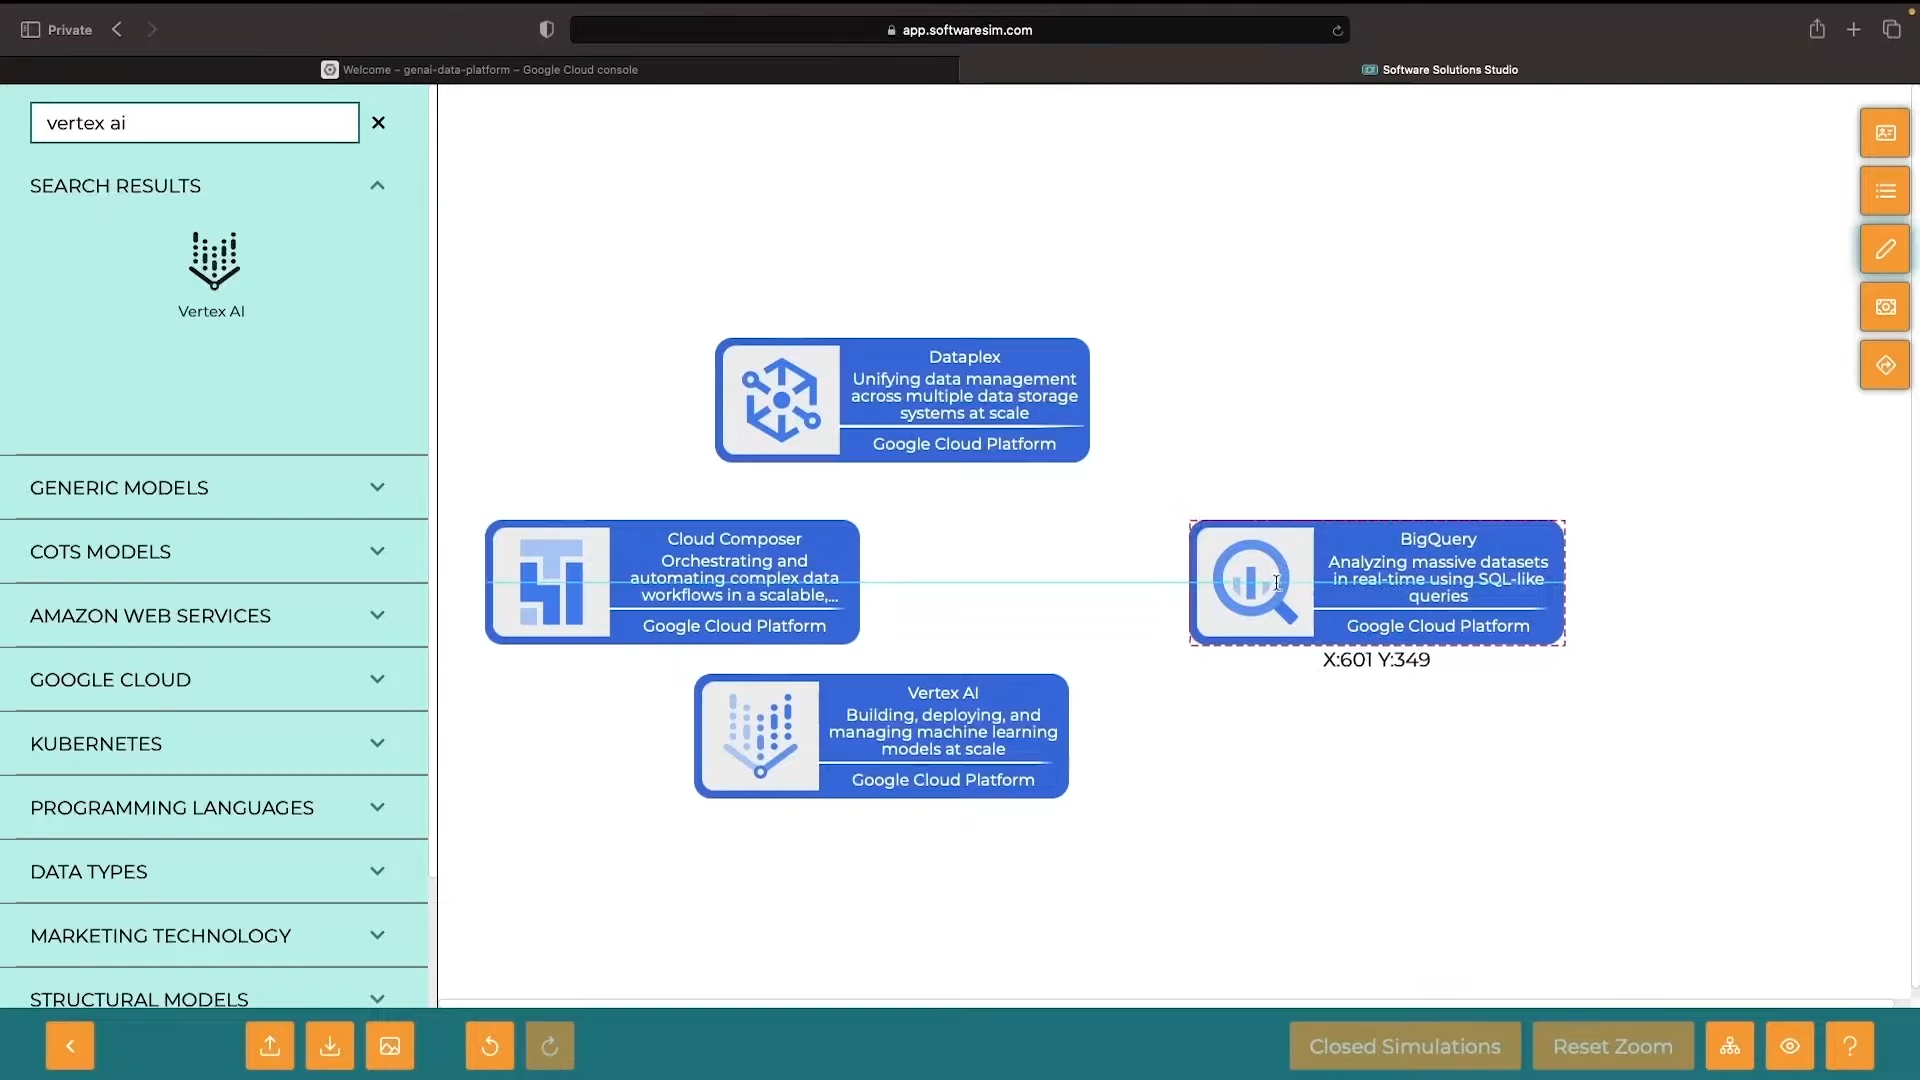 Private
app.softwaresim.com
Welcome – genai-data-platform – Google Cloud console
Software Solutions Studio
vertex ai
SEARCH RESULTS
Vertex AI
GENERIC MODELS
COTS MODELS
AMAZON WEB SERVICES
GOOGLE CLOUD
KUBERNETES
PROGRAMMING LANGUAGES
DATA TYPES
MARKETING TECHNOLOGY
STRUCTURAL MODELS
Dataplex
Unifying data management
across multiple data storage
systems at scale
Google Cloud Platform
Cloud Composer
Orchestrating and
automating complex data
workflows in a scalable,...
Google Cloud Platform
BigQuery
Analyzing massive datasets
in real-time using SQL-like
queries
Google Cloud Platform
X:601 Y:349
Vertex AI
Building, deploying, and
managing machine learning
models at scale
Google Cloud Platform
Closed Simulations
Reset Zoom
?